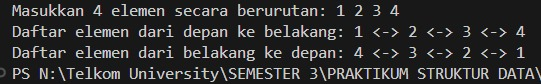 Masukkan 4 elemen secara berurutan: 1 2 3 4
Daftar elemen dari depan ke belakang: 1 <-> 2 <-> 3 <-> 4
Daftar elemen dari belakang ke depan: 4 <-> 3 <-> 2 <-> 1
PS N:\Telkom University\SEMESTER 3\PRAKTIKUM STRUKTUR DATA\